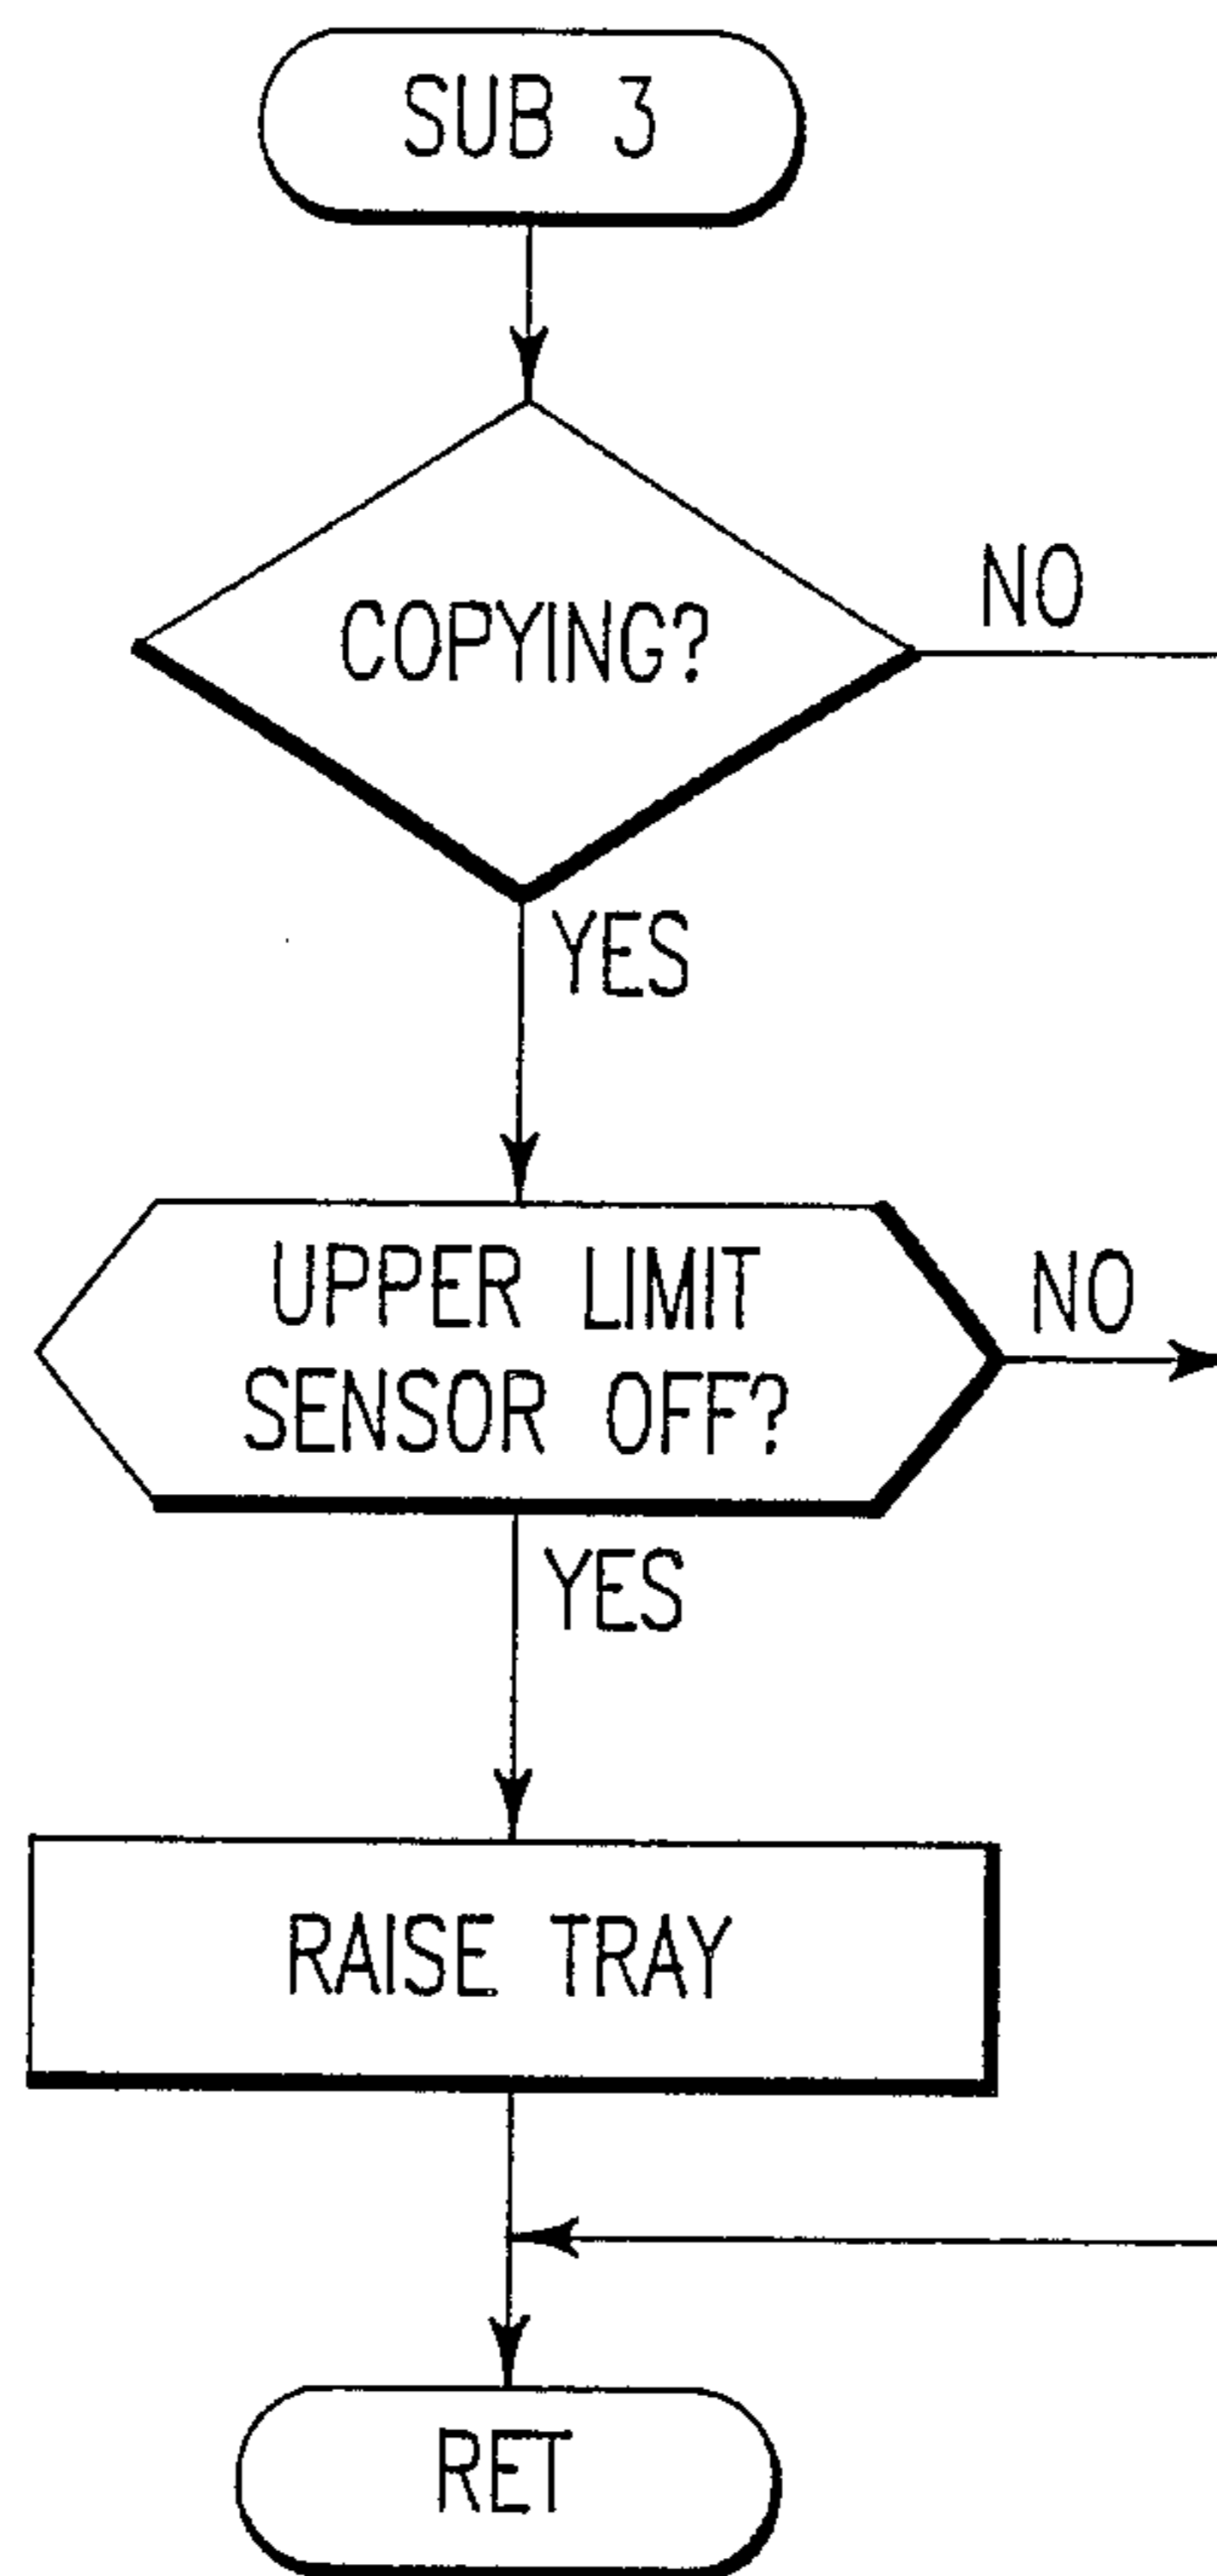 SUB 3
COPYING?
NO
YES
UPPER LIMIT
SENSOR OFF?
NO
YES
RAISE TRAY
RET